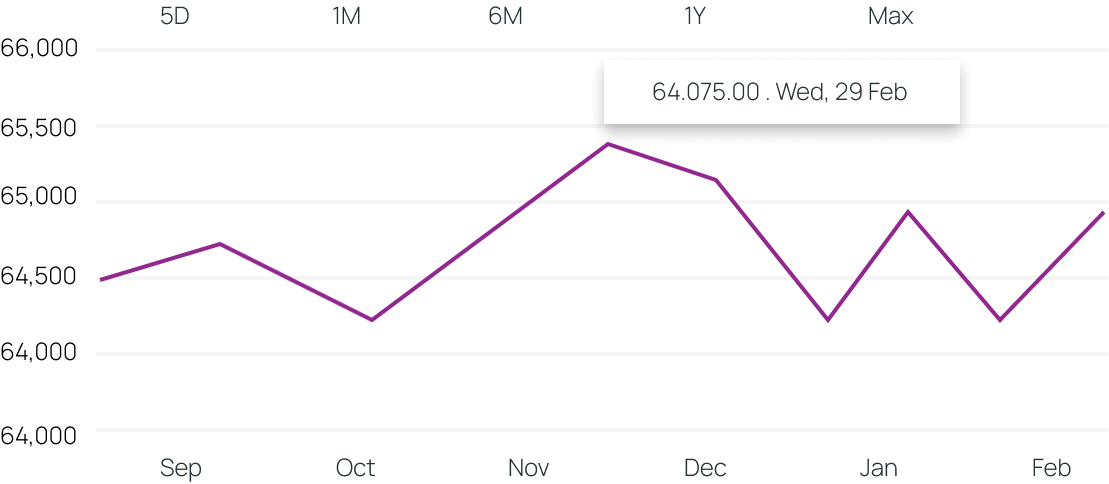 5D 1M 6M 1Y Max
66,000
64.075.00 . Wed, 29 Feb
65,500
65,000
64,500
64,000
64,000
Sep Oct Nov Dec Jan Feb